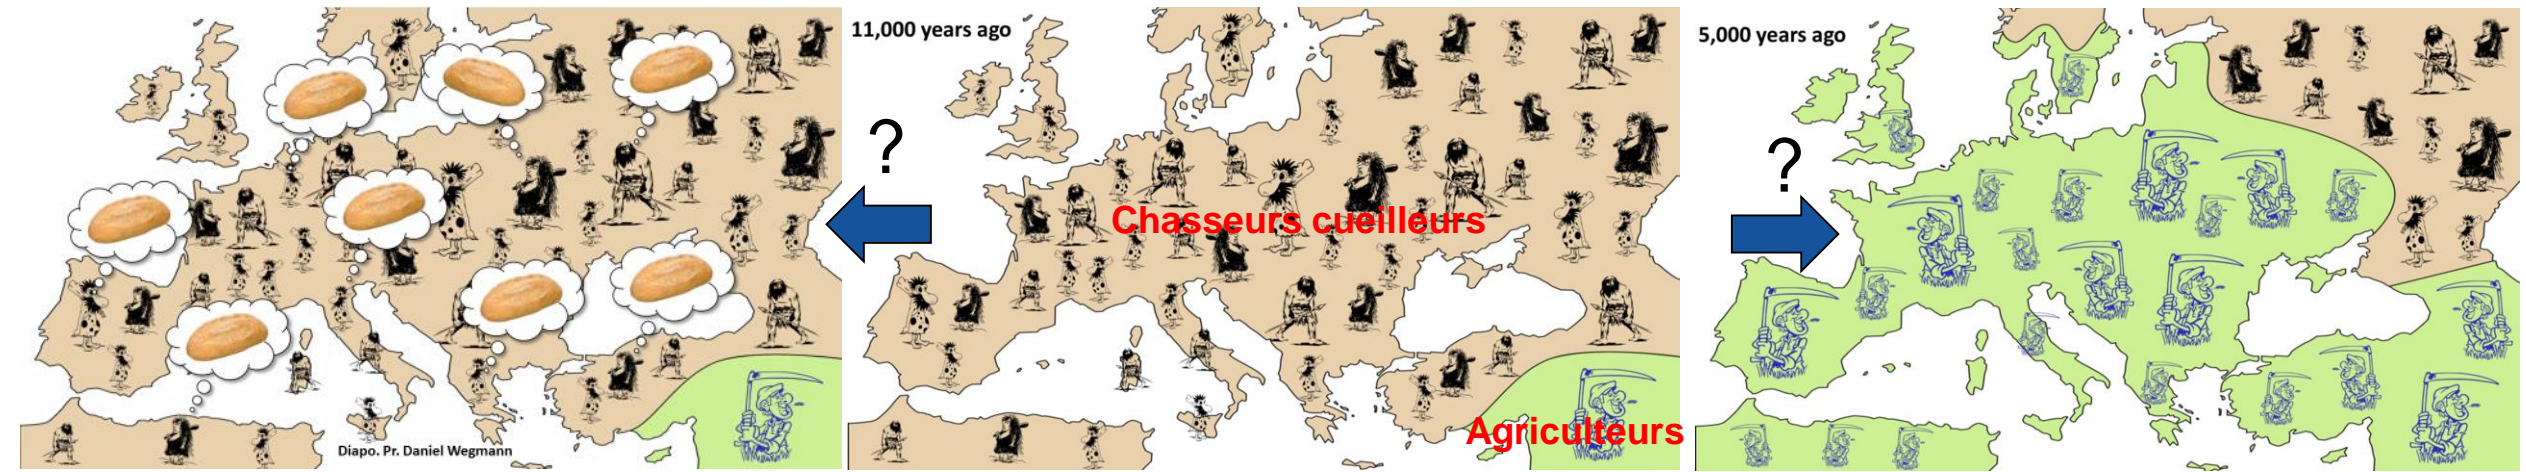 Diapo. Pr. Daniel Wegmann
11,000 years ago
?
Chasseurs cueilleurs
Agriculteurs
5,000 years ago
?